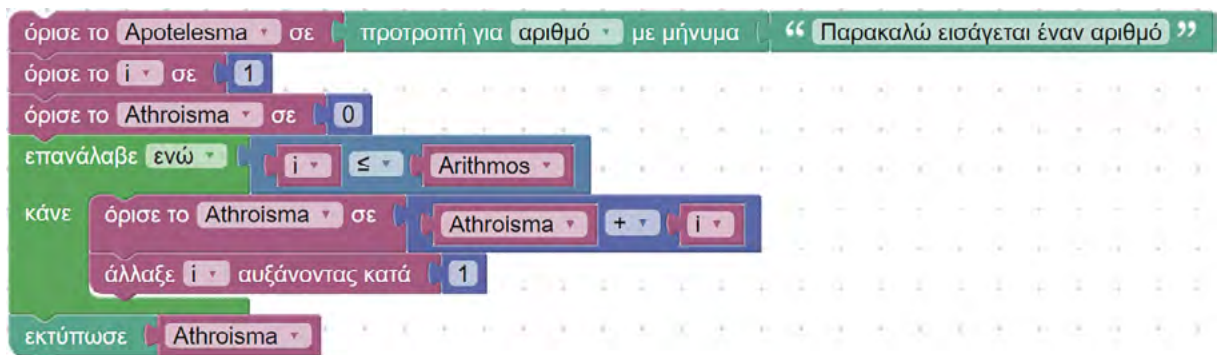 όρισε το Apotelesma σε προτροπή για αριθμό με μήνυμα “ Παρακαλώ εισάγεται έναν αριθμό ”
όρισε το i σε 1
όρισε το Athroisma σε 0
επανάλαβε ενώ i ≤ Arithmos
κάνε όρισε το Athroisma σε Athroisma + i
άλλαξε i αυξάνοντας κατά 1
εκτύπωσε Athroisma